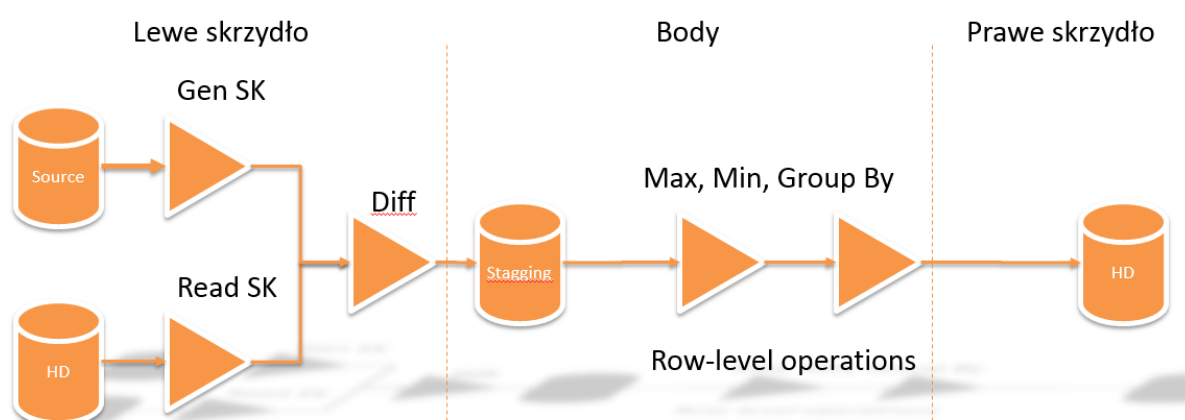 Lewe skrzydło
Body
Prawe skrzydło
Gen SK
Source
Diff
Max, Min, Group By
Stagging
HD
Read SK
HD
Row-level operations